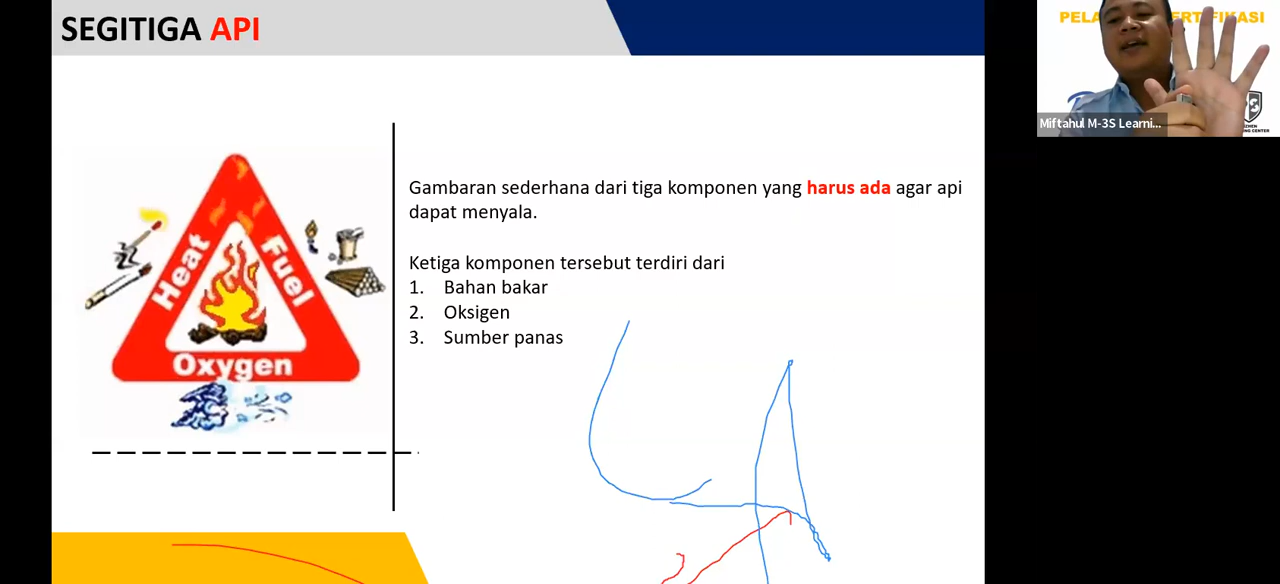 SEGITIGA API
Gambaran sederhana dari tiga komponen yang harus ada agar api
dapat menyala.
Ketiga komponen tersebut terdiri dari
1. Bahan bakar
2. Oksigen
3. Sumber panas
Heat
Fuel
Oxygen
Miftahul M-3S Learni...